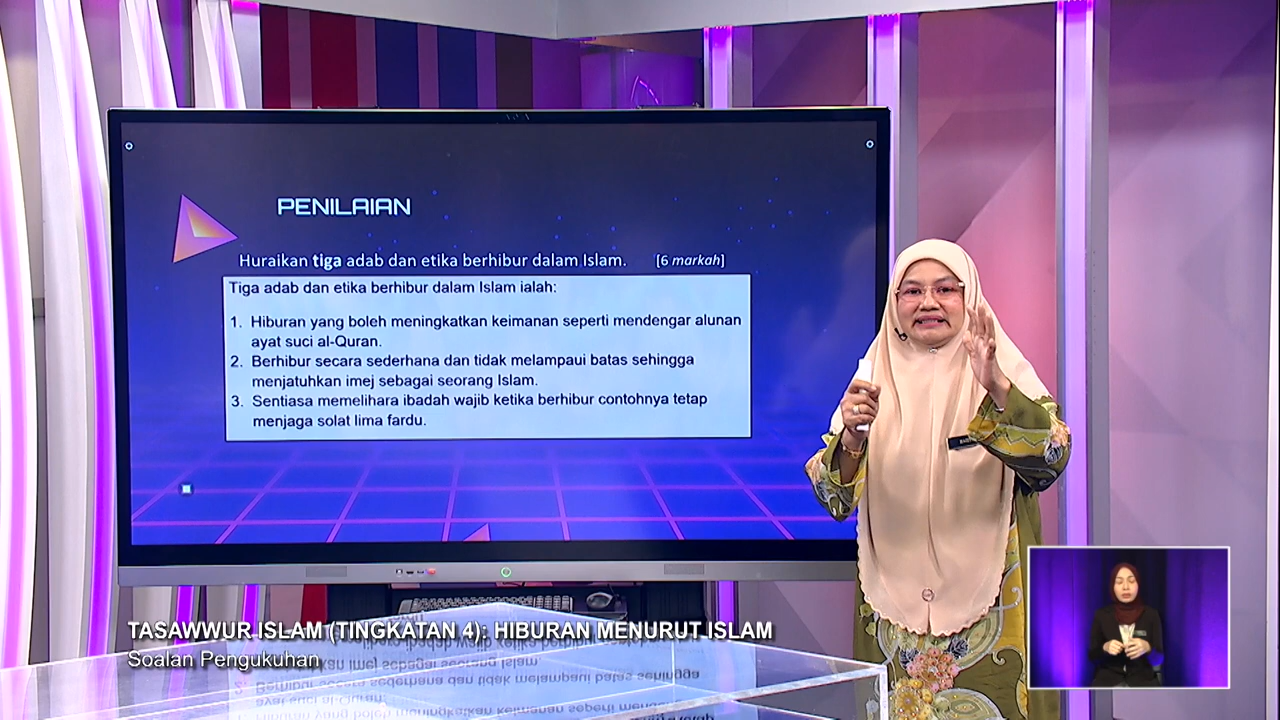 PENILAIAN
Huraikan tiga adab dan etika berhibur dalam Islam. [6 markah]
Tiga adab dan etika berhibur dalam Islam ialah:
1. Hiburan yang boleh meningkatkan keimanan seperti mendengar alunan
ayat suci al-Quran.
2. Berhibur secara sederhana dan tidak melampaui batas sehingga
menjatuhkan imej sebagai seorang Islam.
3. Sentiasa memelihara ibadah wajib ketika berhibur contohnya tetap
menjaga solat lima fardu.
TASAWWUR ISLAM (TINGKATAN 4): HIBURAN MENURUT ISLAM
Soalan Pengukuhan